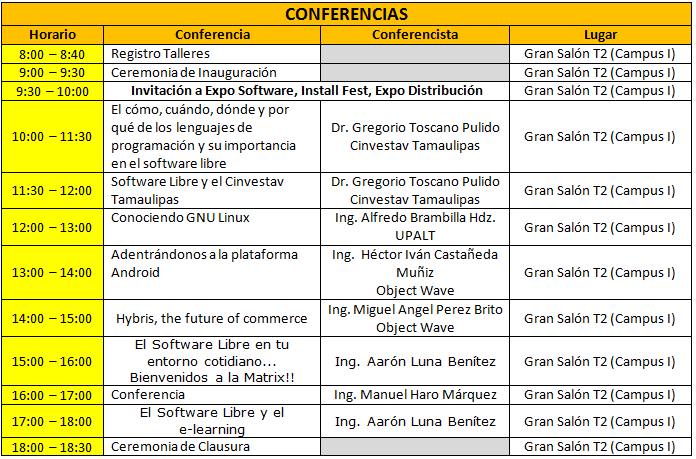 CONFERENCIAS
Horario Conferencia Conferencista Lugar
8:00 – 8:40 Registro Talleres Gran Salón T2 (Campus I)
9:00 – 9:30 Ceremonia de Inauguración Gran Salón T2 (Campus I)
9:30 – 10:00 Invitación a Expo Software, Install Fest, Expo Distribución Gran Salón T2 (Campus I)
10:00 – 11:30
El cómo, cuándo, dónde y por
qué de los lenguajes de
programación y su importancia
en el software libre
Dr. Gregorio Toscano Pulido
Cinvestav Tamaulipas
Gran Salón T2 (Campus I)
11:30 – 12:00
Software Libre y el Cinvestav
Tamaulipas
Dr. Gregorio Toscano Pulido
Cinvestav Tamaulipas
Gran Salón T2 (Campus I)
12:00 – 13:00
Conociendo GNU Linux
Ing. Alfredo Brambilla Hdz.
UPALT
Gran Salón T2 (Campus I)
13:00 – 14:00
Adentrándonos a la plataforma
Android
Ing. Héctor Iván Castañeda
Muñiz
Object Wave
Gran Salón T2 (Campus I)
14:00 – 15:00
Hybris, the future of commerce
Ing. Miguel Angel Perez Brito
Object Wave
Gran Salón T2 (Campus I)
15:00 – 16:00
El Software Libre en tu
entorno cotidiano...
Bienvenidos a la Matrix!!
Ing. Aarón Luna Benítez
Gran Salón T2 (Campus I)
16:00 – 17:00 Conferencia Ing. Manuel Haro Márquez Gran Salón T2 (Campus I)
17:00 – 18:00
El Software Libre y el
e-learning
Ing. Aarón Luna Benítez
Gran Salón T2 (Campus I)
18:00 – 18:30 Ceremonia de Clausura Gran Salón T2 (Campus I)